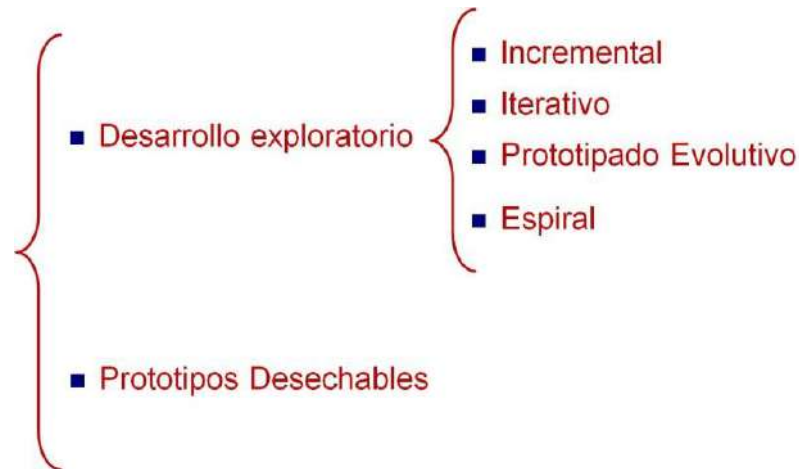 Desarrollo exploratorio
Incremental
Iterativo
Prototipado Evolutivo
Espiral
Prototipos Desechables